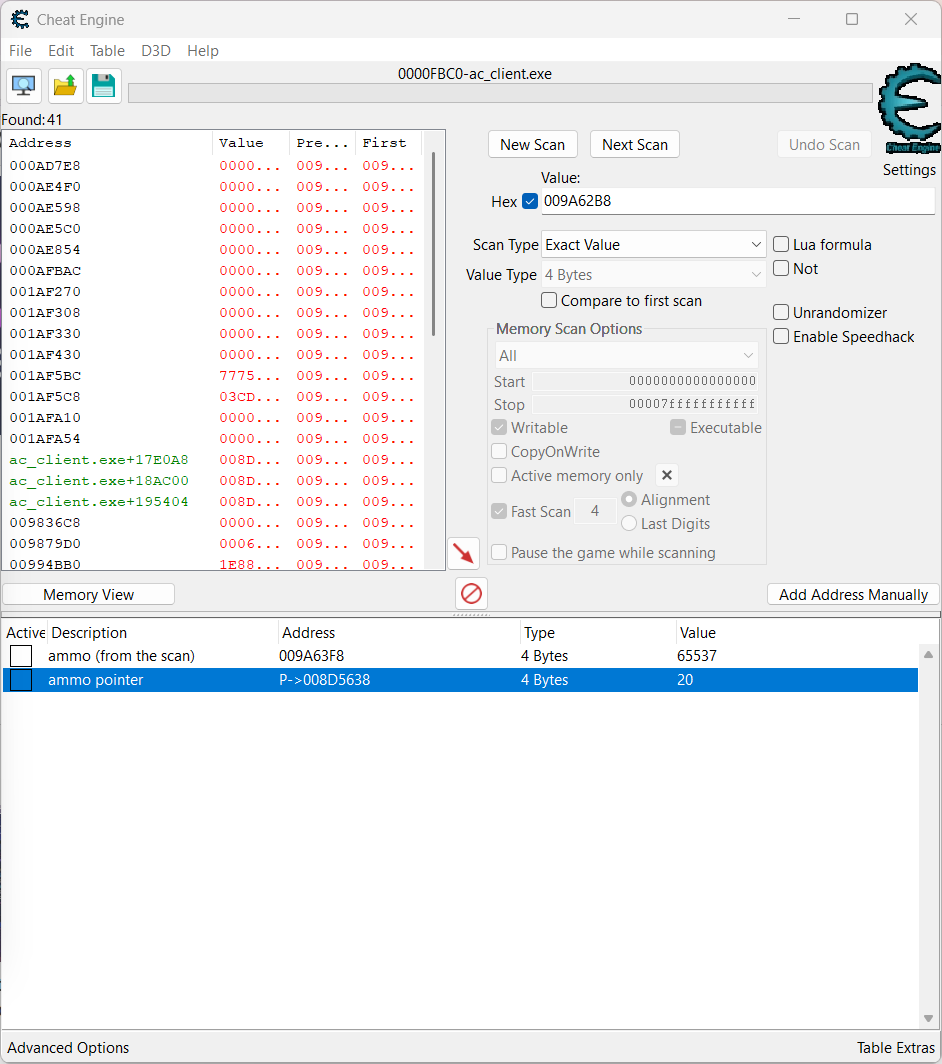 Cheat Engine
File Edit Table D3D Help
0000FBC0-ac_client.exe
Found:41
Cheat Engine
Settings
Address Value Pre... First
000AD7E8 0000... 009... 009...
000AE4F0 0000... 009... 009...
000AE598 0000... 009... 009...
000AE5C0 0000... 009... 009...
000AE854 0000... 009... 009...
000AFBAC 0000... 009... 009...
001AF270 0000... 009... 009...
001AF308 0000... 009... 009...
001AF330 0000... 009... 009...
001AF430 0000... 009... 009...
001AF5BC 7775... 009... 009...
001AF5C8 03CD... 009... 009...
001AFA10 0000... 009... 009...
001AFA54 0000... 009... 009...
ac_client.exe+17E0A8 008D... 009... 009...
ac_client.exe+18AC00 008D... 009... 009...
ac_client.exe+195404 008D... 009... 009...
009836C8 0000... 009... 009...
009879D0 0006... 009... 009...
00994BB0 1E88... 009... 009...
New Scan Next Scan Undo Scan
Value:
Hex 009A62B8
Scan Type Exact Value
Lua formula
Value Type 4 Bytes
Not
Compare to first scan
Unrandomizer
Enable Speedhack
Memory Scan Options
All
Start 0000000000000000
Stop 00007fffffffffff
Writable Executable
CopyOnWrite
Active memory only
Fast Scan 4 Alignment
Last Digits
Pause the game while scanning
Memory View
Add Address Manually
Active Description Address Type Value
ammo (from the scan) 009A63F8 4 Bytes 65537
ammo pointer P->008D5638 4 Bytes 20
Advanced Options Table Extras